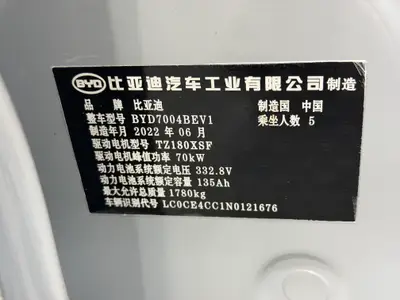 BYD 比亚迪汽车工业有限公司 制造
品 牌 比亚迪 制造国 中国
整车型号 BYD7004BEV1 乘坐人数 5
制造年月 2022 年 06 月
驱动电机型号 TZ180XSF
驱动电机峰值功率 70kW
动力电池系统额定电压 332.8V
动力电池系统额定容量 135Ah
最大允许总质量 1780kg
车辆识别代号 LC0CE4CC1N0121676